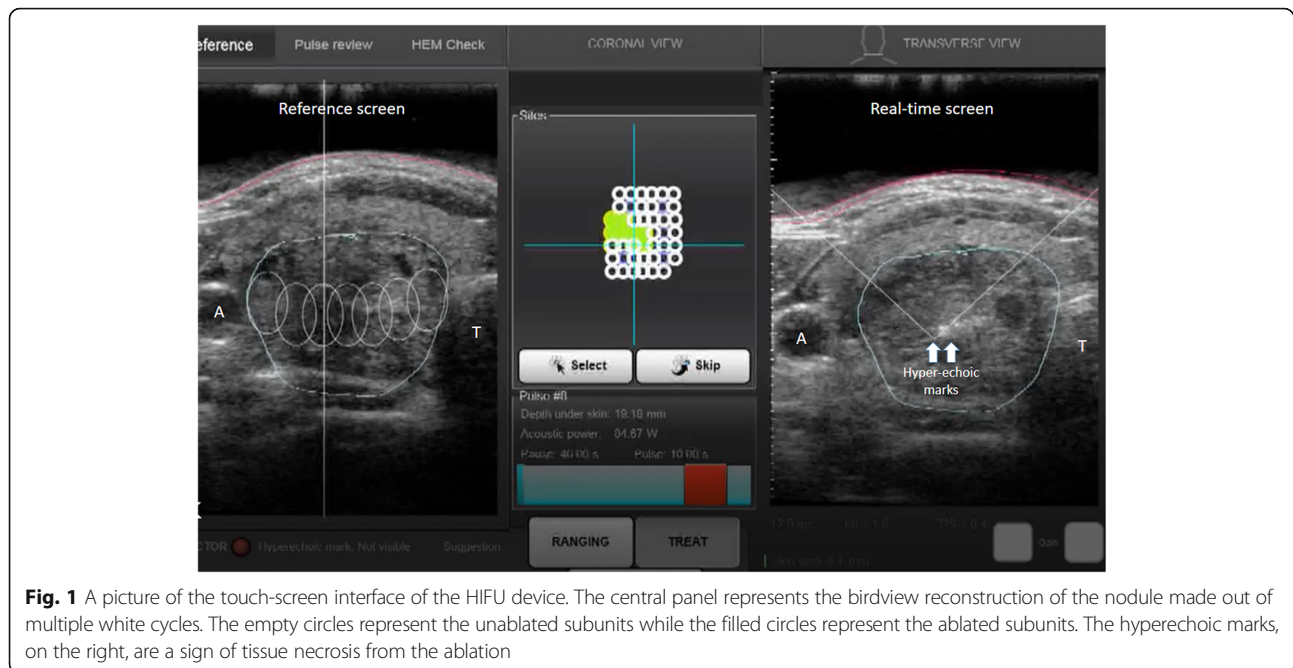 eference Pulse review HEM Check CORONAL VIEW TRANSVERSE VIEW
Reference screen
Real-time screen
Sites
A
T
A
T
Hyper-echoic
marks
Select Skip
Pulse #8
Depth under skin: 19.18 mm
Acoustic power: 84.67 W
Pause: 40.00 s Pulse: 10.00 s
RANGING TREAT
CTOR Hyperechoic mark. Not visible Suggestion.
Gain
Fig. 1 A picture of the touch-screen interface of the HIFU device. The central panel represents the birdview reconstruction of the nodule made out of
multiple white cycles. The empty circles represent the unablated subunits while the filled circles represent the ablated subunits. The hyperechoic marks,
on the right, are a sign of tissue necrosis from the ablation